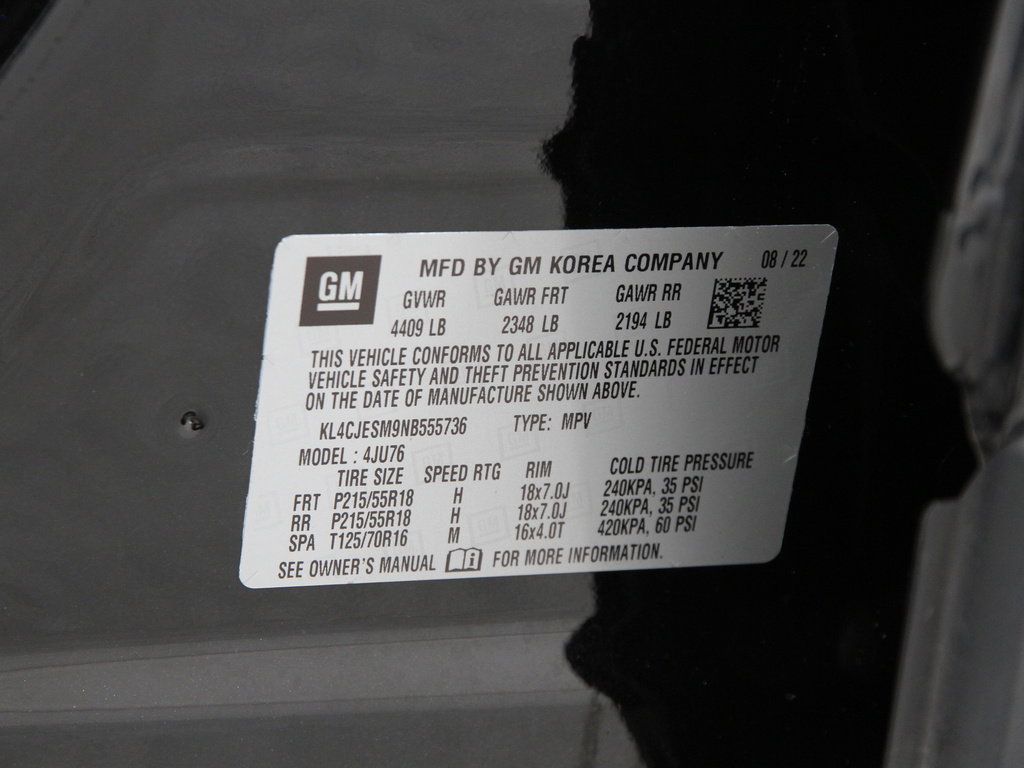 GM MFD BY GM KOREA COMPANY 08 / 22
GVWR GAWR FRT GAWR RR
4409 LB 2348 LB 2194 LB
THIS VEHICLE CONFORMS TO ALL APPLICABLE U.S. FEDERAL MOTOR
VEHICLE SAFETY AND THEFT PREVENTION STANDARDS IN EFFECT
ON THE DATE OF MANUFACTURE SHOWN ABOVE.
KL4CJESM9NB555736 TYPE: MPV
MODEL : 4JU76
TIRE SIZE SPEED RTG RIM COLD TIRE PRESSURE
FRT P215/55R18 H 18x7.0J 240KPA, 35 PSI
RR P215/55R18 H 18x7.0J 240KPA, 35 PSI
SPA T125/70R16 M 16x4.0T 420KPA, 60 PSI
SEE OWNER'S MANUAL i FOR MORE INFORMATION.